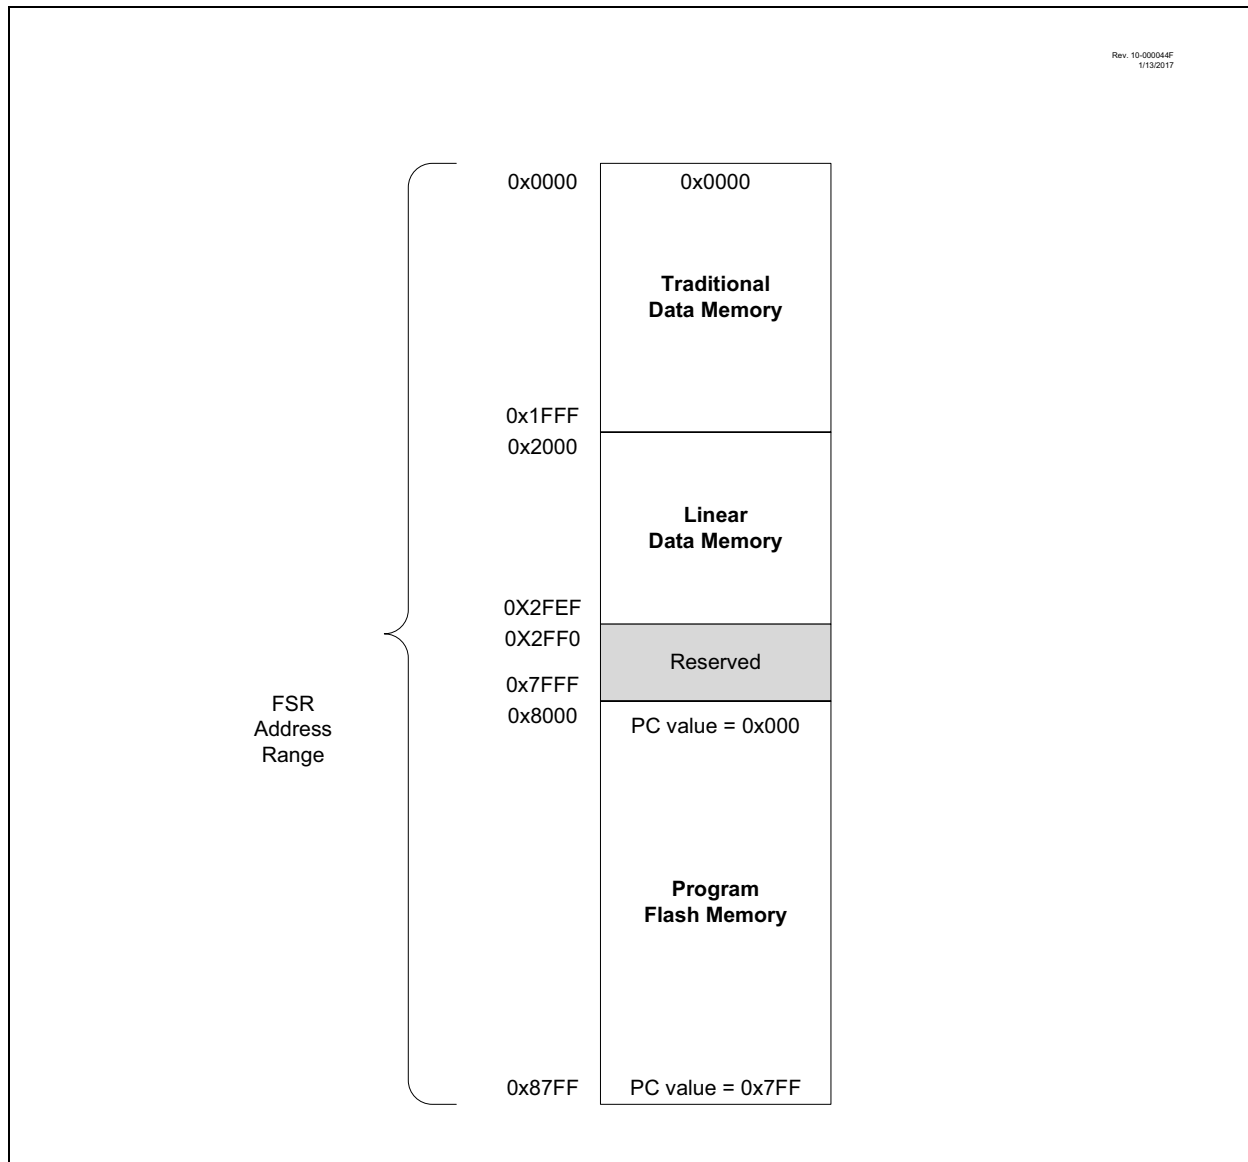 Rev. 10-000044F
1/13/2017
0x0000 0x0000
Traditional
Data Memory
0x1FFF
0x2000
Linear
Data Memory
0X2FEF
0X2FF0
Reserved
0x7FFF
0x8000 PC value = 0x000
FSR
Address
Range
Program
Flash Memory
0x87FF PC value = 0x7FF